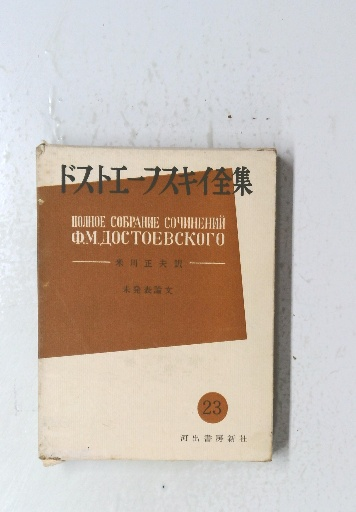 ドストエーフスキイ全集
ПОЛНОЕ СОБРАНИЕ СОЧИНЕНИЙ
Ф.М.ДОСТОЕВСКОГО
米川正夫訳
未発表論文
23
河出書房新社